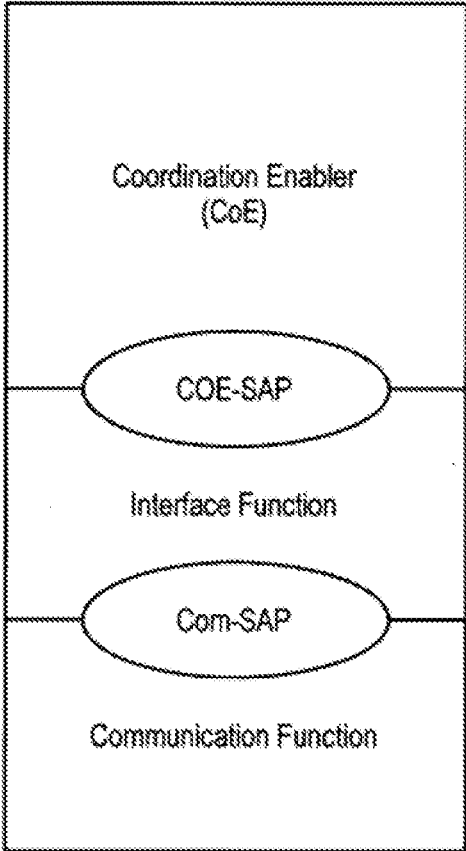 Coordination Enabler
(CoE)
COE-SAP
Interface Function
Com-SAP
Communication Function